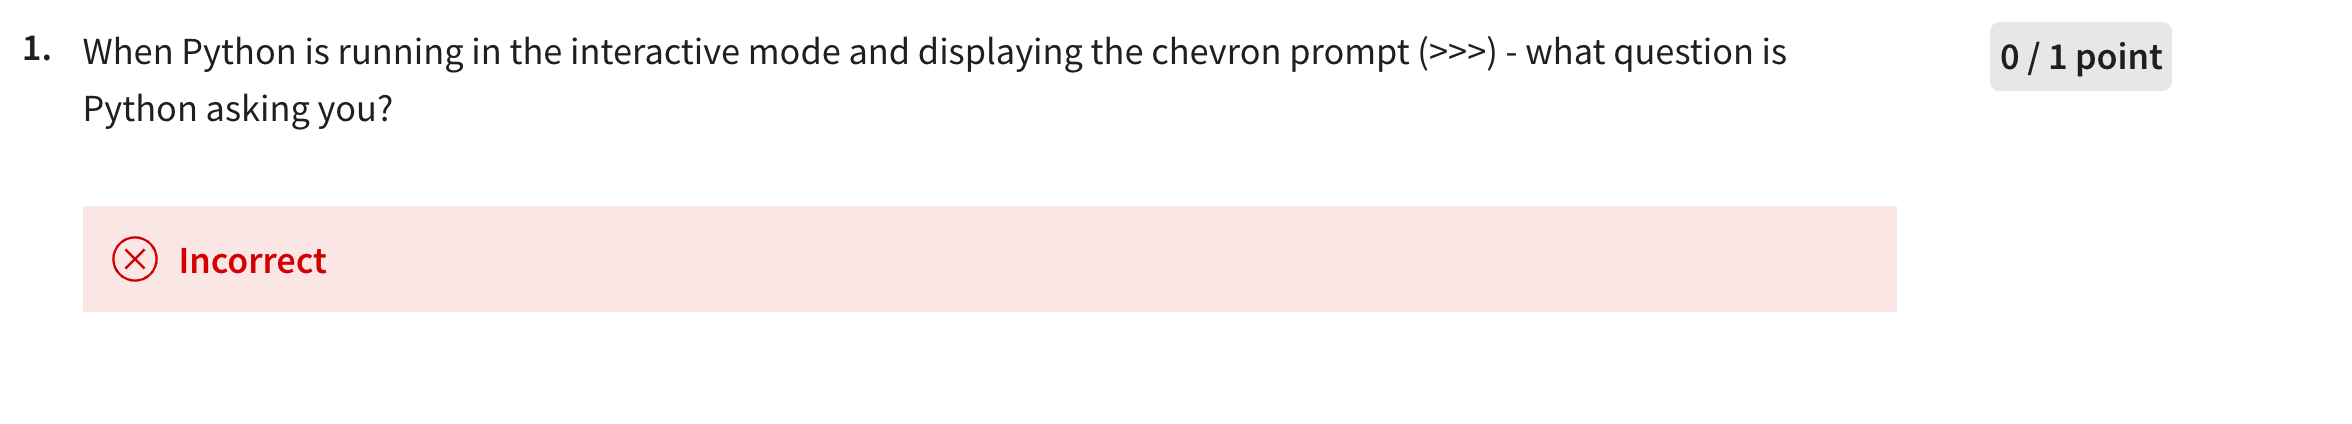 1. When Python is running in the interactive mode and displaying the chevron prompt (>>>) - what question is
Python asking you?
0 / 1 point
Incorrect